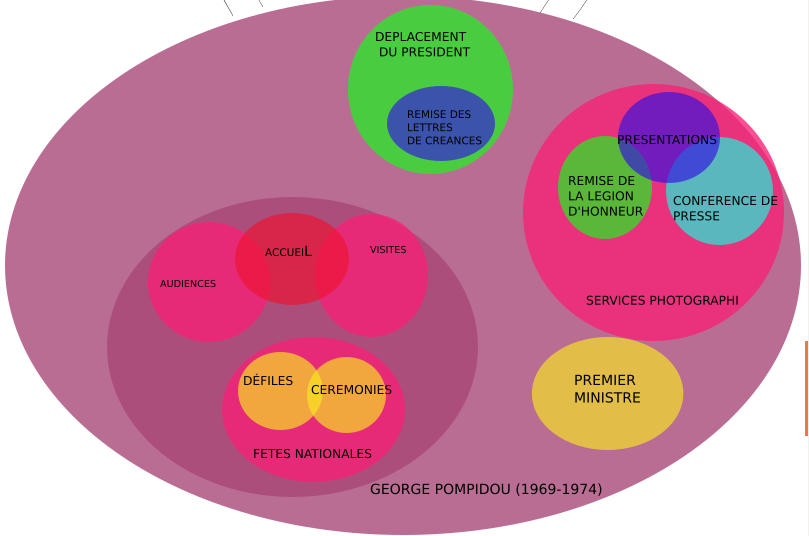 DEPLACEMENT
DU PRESIDENT
REMISE DES
LETTRES
DE CREANCES
PRESENTATIONS
REMISE DE
LA LEGION
D'HONNEUR
CONFERENCE DE
PRESSE
SERVICES PHOTOGRAPHI
ACCUEIL
VISITES
AUDIENCES
DÉFILES
CEREMONIES
FETES NATIONALES
PREMIER
MINISTRE
GEORGE POMPIDOU (1969-1974)